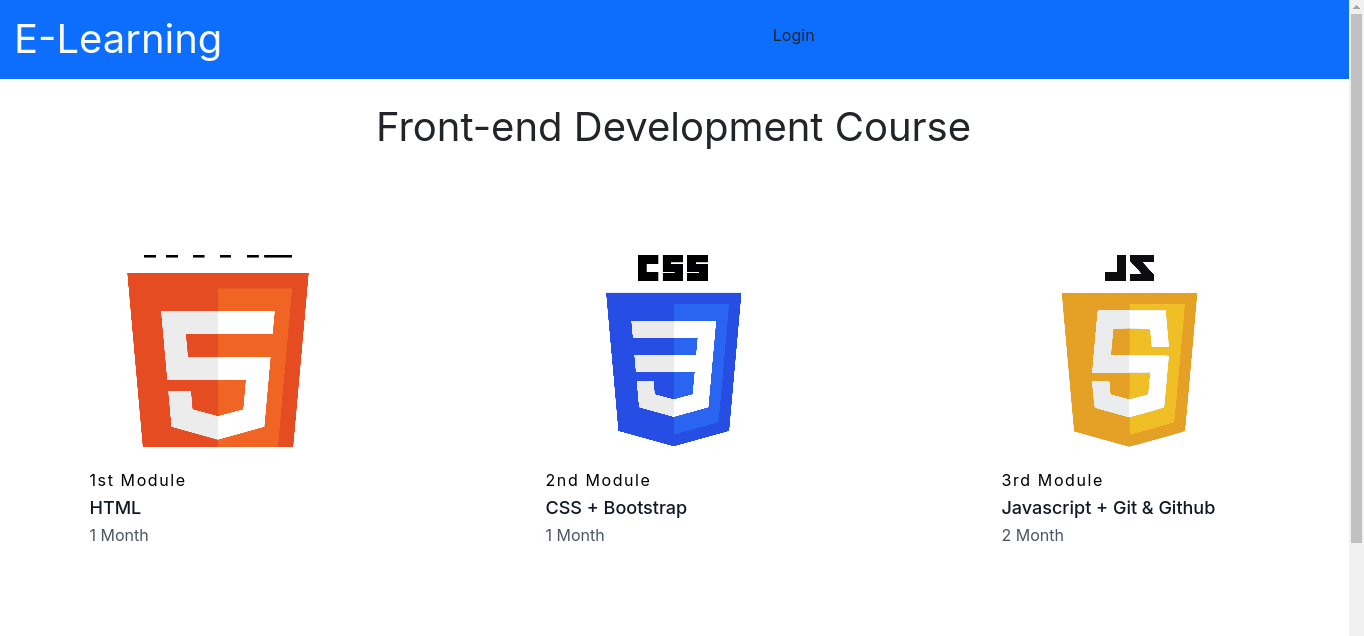 E-Learning
Login
Front-end Development Course
CSS
JS
1st Module
HTML
1 Month
2nd Module
CSS + Bootstrap
1 Month
3rd Module
Javascript + Git & Github
2 Month